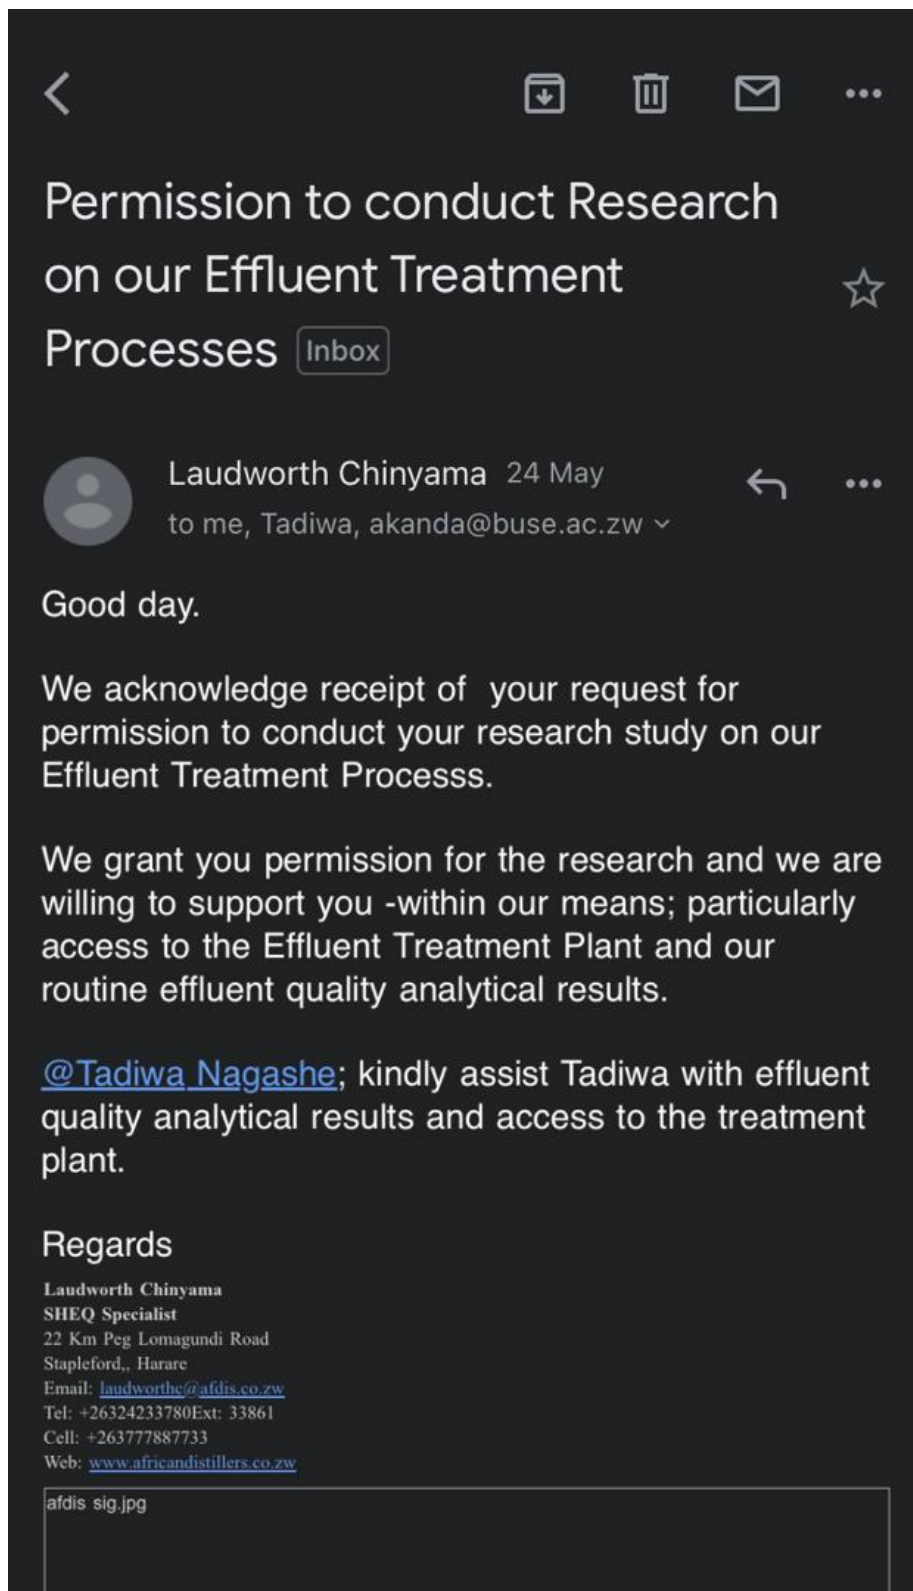 Permission to conduct Research
on our Effluent Treatment
Processes Inbox
Laudworth Chinyama 24 May
to me, Tadiwa, akanda@buse.ac.zw
Good day.
We acknowledge receipt of  your request for
permission to conduct your research study on our
Effluent Treatment Processs.
We grant you permission for the research and we are
willing to support you -within our means; particularly
access to the Effluent Treatment Plant and our
routine effluent quality analytical results.
@Tadiwa Nagashe; kindly assist Tadiwa with effluent
quality analytical results and access to the treatment
plant.
Regards
Laudworth Chinyama
SHEQ Specialist
22 Km Peg Lomagundi Road
Stapleford,, Harare
Email: laudworthc@afdis.co.zw
Tel: +26324233780Ext: 33861
Cell: +263777887733
Web: www.africandistillers.co.zw
afdis sig.jpg